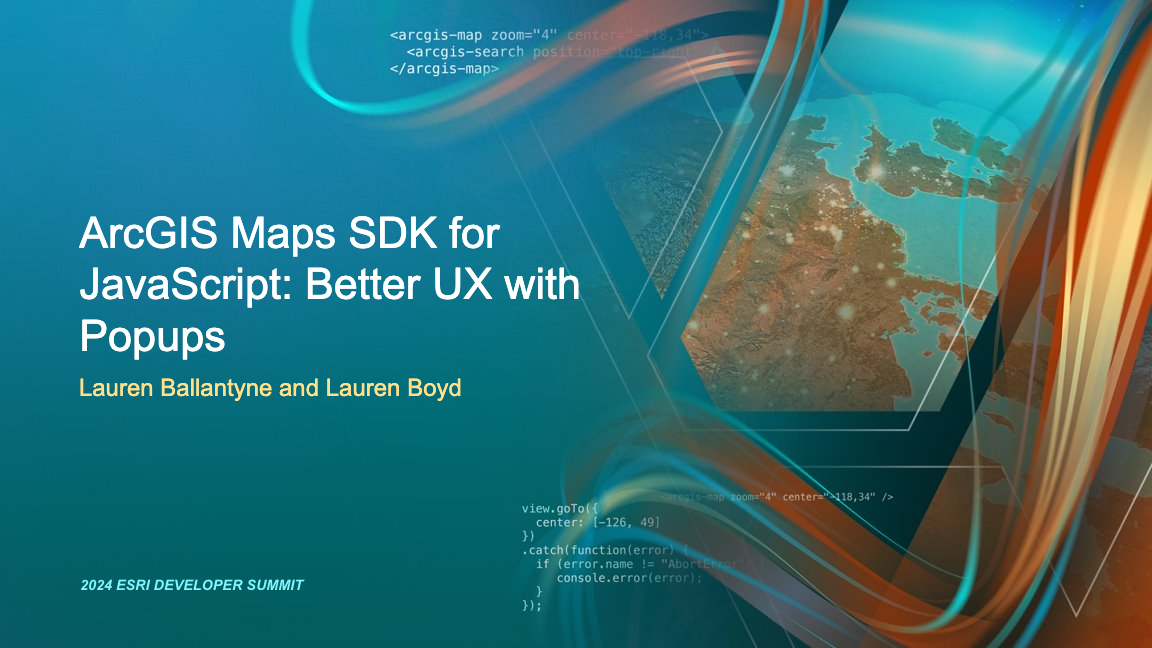 <arcgis-map zoom="4" center="-118,34">
<arcgis-search position="top-right" />
</arcgis-map>
ArcGIS Maps SDK for
JavaScript: Better UX with
Popups
Lauren Ballantyne and Lauren Boyd
<arcgis-map zoom="4" center="-118,34" />
view.goTo({
center: [-126, 49]
})
.catch(function(error) {
if (error.name != "AbortError") {
console.error(error);
}
});
2024 ESRI DEVELOPER SUMMIT